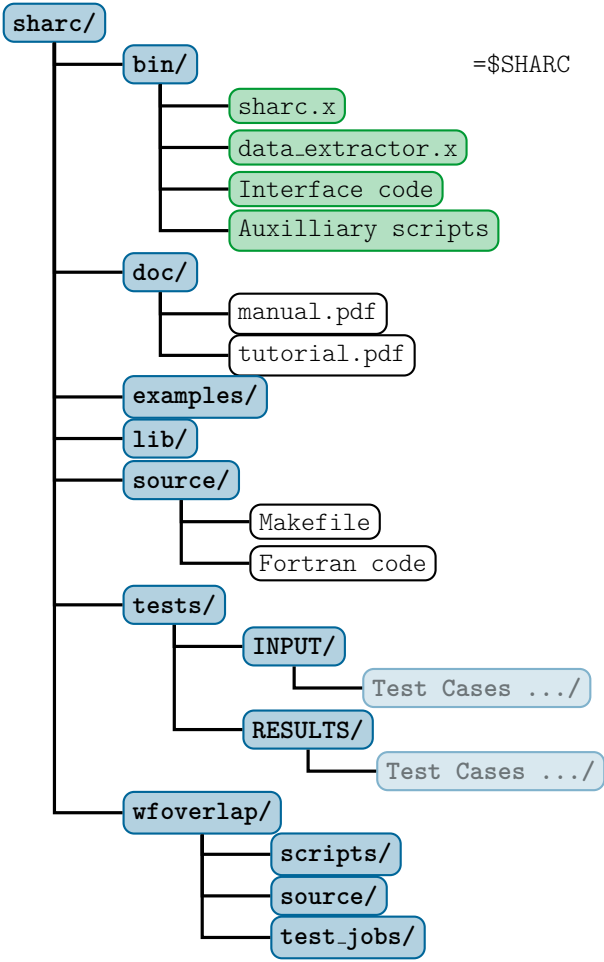 sharc/
bin/ =$SHARC
sharc.x
data_extractor.x
Interface code
Auxilliary scripts
doc/
manual.pdf
tutorial.pdf
examples/
lib/
source/
Makefile
Fortran code
tests/
INPUT/
Test Cases .../
RESULTS/
Test Cases .../
wfoverlap/
scripts/
source/
test_jobs/